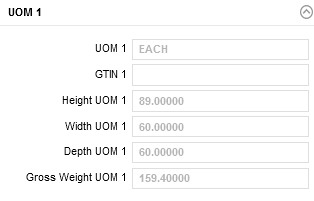 UOM 1
UOM 1 EACH
GTIN 1
Height UOM 1 89.00000
Width UOM 1 60.00000
Depth UOM 1 60.00000
Gross Weight UOM 1 159.40000